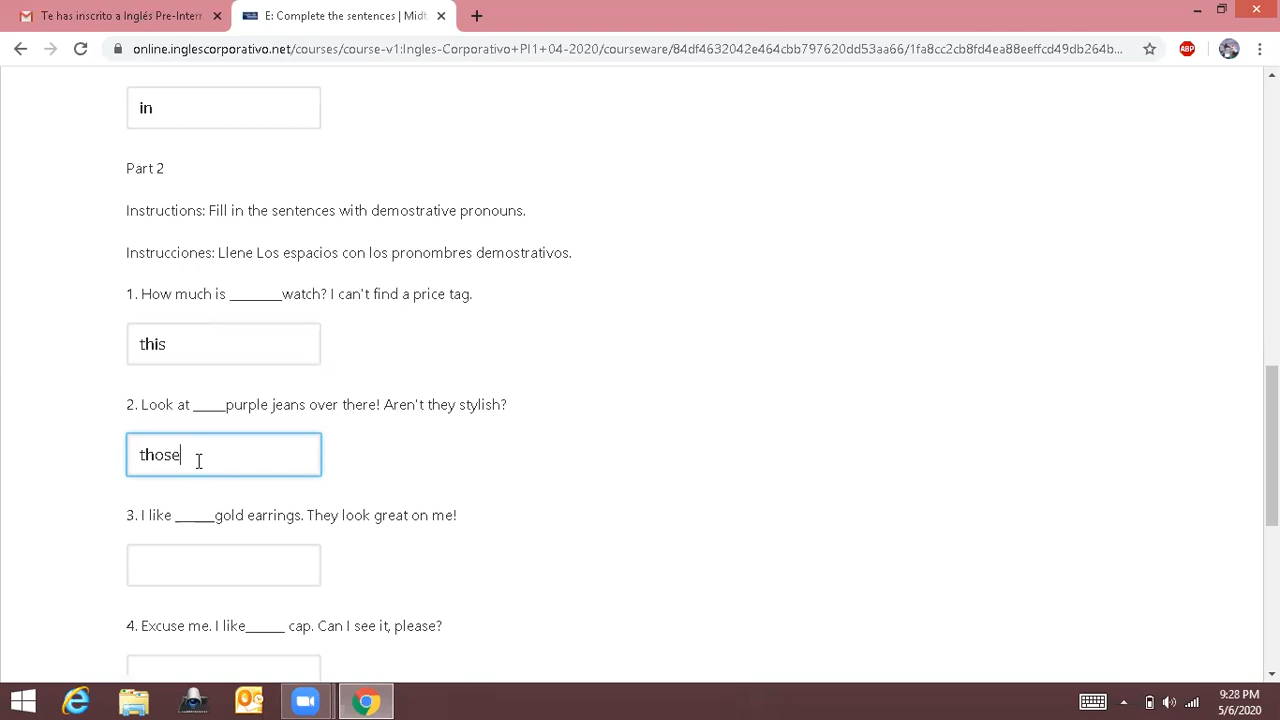 Te has inscrito a Inglés Pre-Interr
E: Complete the sentences | Midt
online.inglescorporativo.net/courses/course-v1:Ingles-Corporativo+PI1+04-2020/courseware/84df4632042e464cbb797620dd53aa66/1fa8cc2cb8fd4ea88eeffcd49db264b...
ABP
in
Part 2
Instructions: Fill in the sentences with demostrative pronouns.
Instrucciones: Llene Los espacios con los pronombres demostrativos.
1. How much is _______watch? I can't find a price tag.
this
2. Look at ____purple jeans over there! Aren't they stylish?
those
3. I like _____gold earrings. They look great on me!
4. Excuse me. I like_____ cap. Can I see it, please?
9:28 PM
5/6/2020